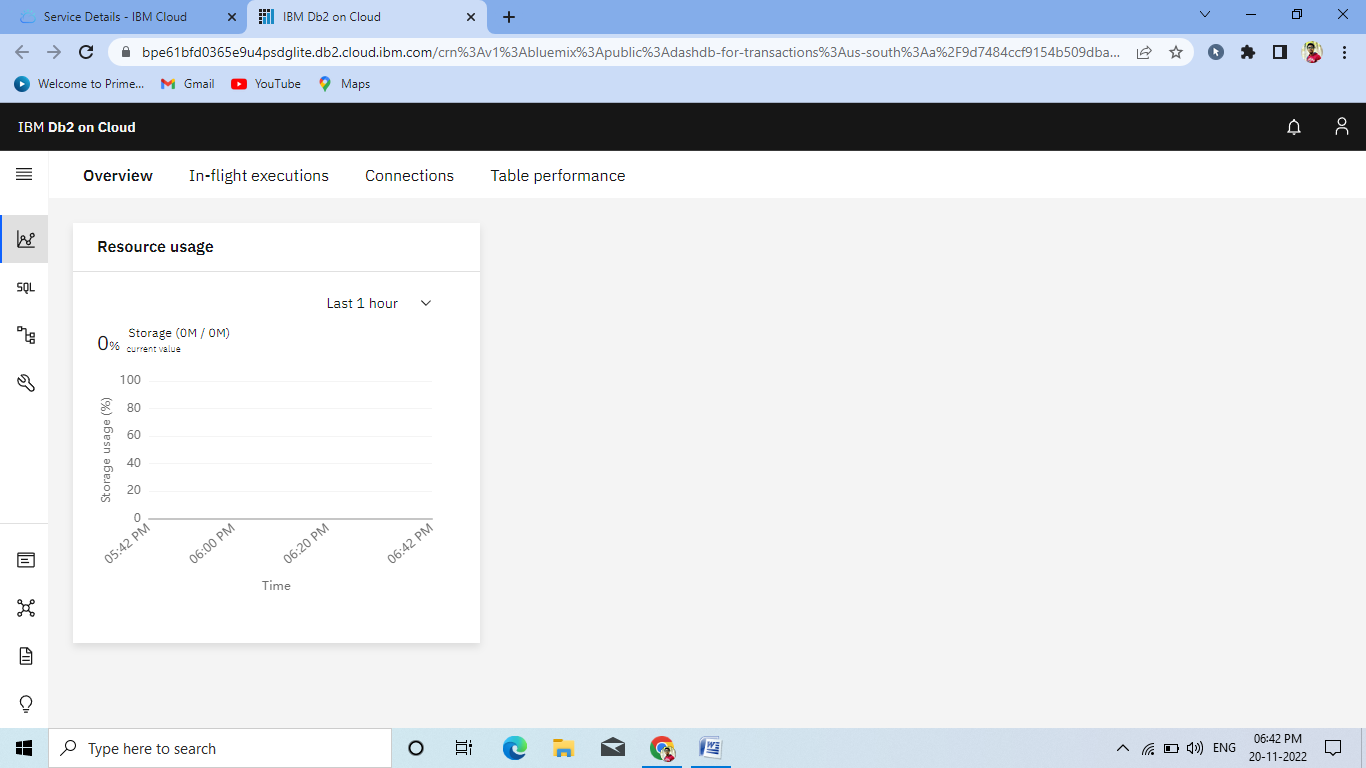 Service Details - IBM Cloud
IBM Db2 on Cloud
bpe61bfd0365e9u4psdglite.db2.cloud.ibm.com/crn%3Av1%3Abluemix%3Apublic%3Adashdb-for-transactions%3Aus-south%3Aa%2F9d7484ccf9154b509dba...
Welcome to Prime...
Gmail
YouTube
Maps
IBM Db2 on Cloud
Overview
In-flight executions
Connections
Table performance
Resource usage
SQL
Last 1 hour
0% Storage (0M / 0M)
current value
100
80
60
40
20
0
Storage usage (%)
05:42 PM
06:00 PM
06:20 PM
06:42 PM
Time
Type here to search
ENG
06:42 PM
20-11-2022